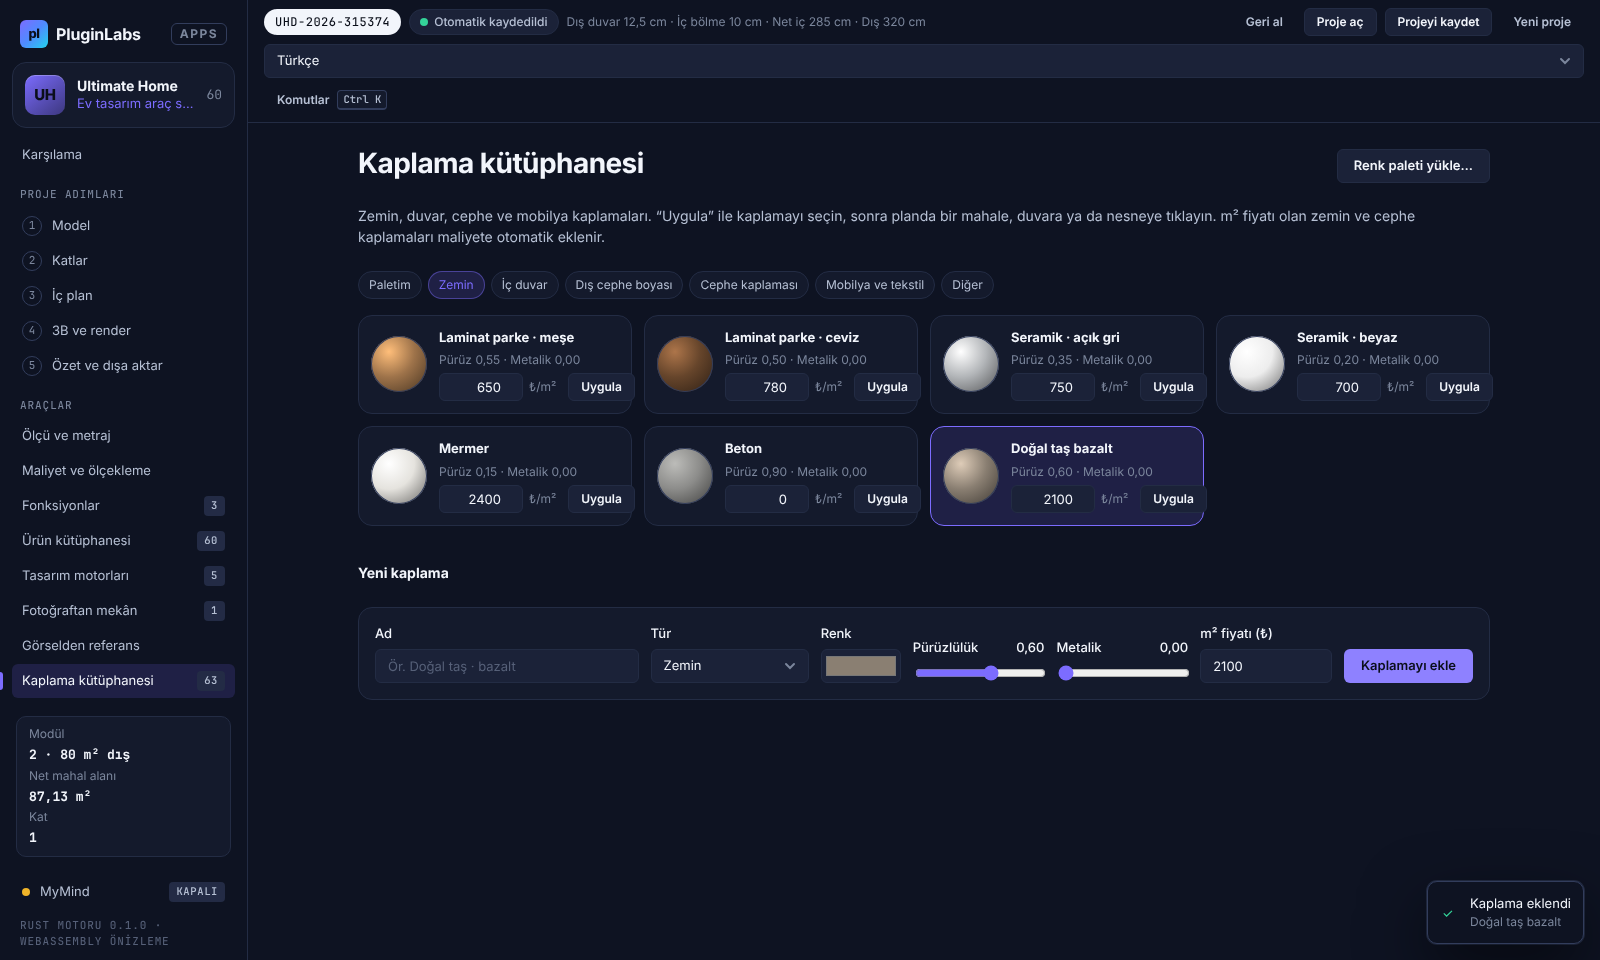 pl PluginLabs APPS
UH Ultimate Home 60
Ev tasarım araç s...
Karşılama
PROJE ADIMLARI
1 Model
2 Katlar
3 İç plan
4 3B ve render
5 Özet ve dışa aktar
ARAÇLAR
Ölçü ve metraj
Maliyet ve ölçekleme
Fonksiyonlar 3
Ürün kütüphanesi 60
Tasarım motorları 5
Fotoğraftan mekân 1
Görselden referans
Kaplama kütüphanesi 63
Modül
2 · 80 m² dış
Net mahal alanı
87,13 m²
Kat
1
MyMind KAPALI
RUST MOTORU 0.1.0 ·
WEBASSEMBLY ÖNİZLEME
UHD-2026-315374 Otomatik kaydedildi Dış duvar 12,5 cm · İç bölme 10 cm · Net iç 285 cm · Dış 320 cm Geri al Proje aç Projeyi kaydet Yeni proje
Türkçe
Komutlar Ctrl K
Kaplama kütüphanesi Renk paleti yükle...
Zemin, duvar, cephe ve mobilya kaplamaları. “Uygula” ile kaplamayı seçin, sonra planda bir mahale, duvara ya da nesneye tıklayın. m² fiyatı olan zemin ve cephe
kaplamaları maliyete otomatik eklenir.
Paletim Zemin İç duvar Dış cephe boyası Cephe kaplaması Mobilya ve tekstil Diğer
Laminat parke · meşe
Pürüz 0,55 · Metalik 0,00
650 ₺/m² Uygula
Laminat parke · ceviz
Pürüz 0,50 · Metalik 0,00
780 ₺/m² Uygula
Seramik · açık gri
Pürüz 0,35 · Metalik 0,00
750 ₺/m² Uygula
Seramik · beyaz
Pürüz 0,20 · Metalik 0,00
700 ₺/m² Uygula
Mermer
Pürüz 0,15 · Metalik 0,00
2400 ₺/m² Uygula
Beton
Pürüz 0,90 · Metalik 0,00
0 ₺/m² Uygula
Doğal taş bazalt
Pürüz 0,60 · Metalik 0,00
2100 ₺/m² Uygula
Yeni kaplama
Ad
Ör. Doğal taş · bazalt
Tür
Zemin
Renk
Pürüzlülük 0,60
Metalik 0,00
m² fiyatı (₺)
2100
Kaplamayı ekle
Kaplama eklendi
Doğal taş bazalt